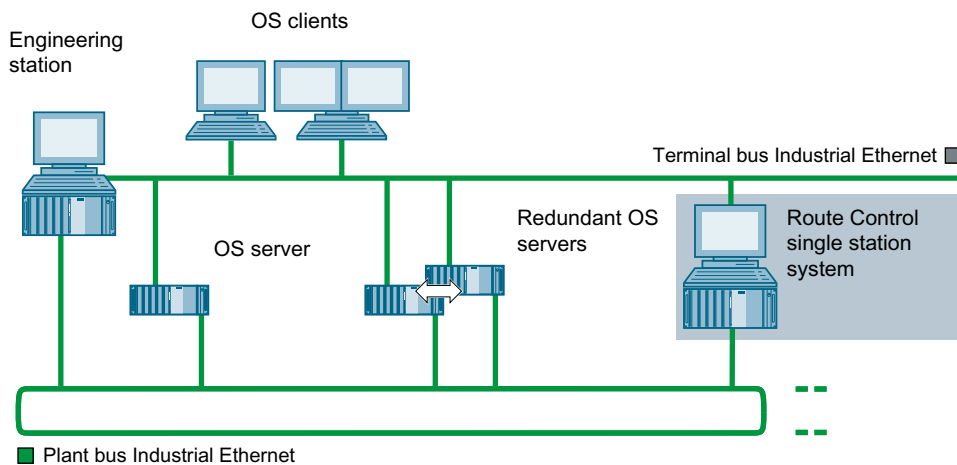 OS clients
Engineering
station
Terminal bus Industrial Ethernet
Redundant OS
servers
Route Control
single station
system
OS server
Plant bus Industrial Ethernet